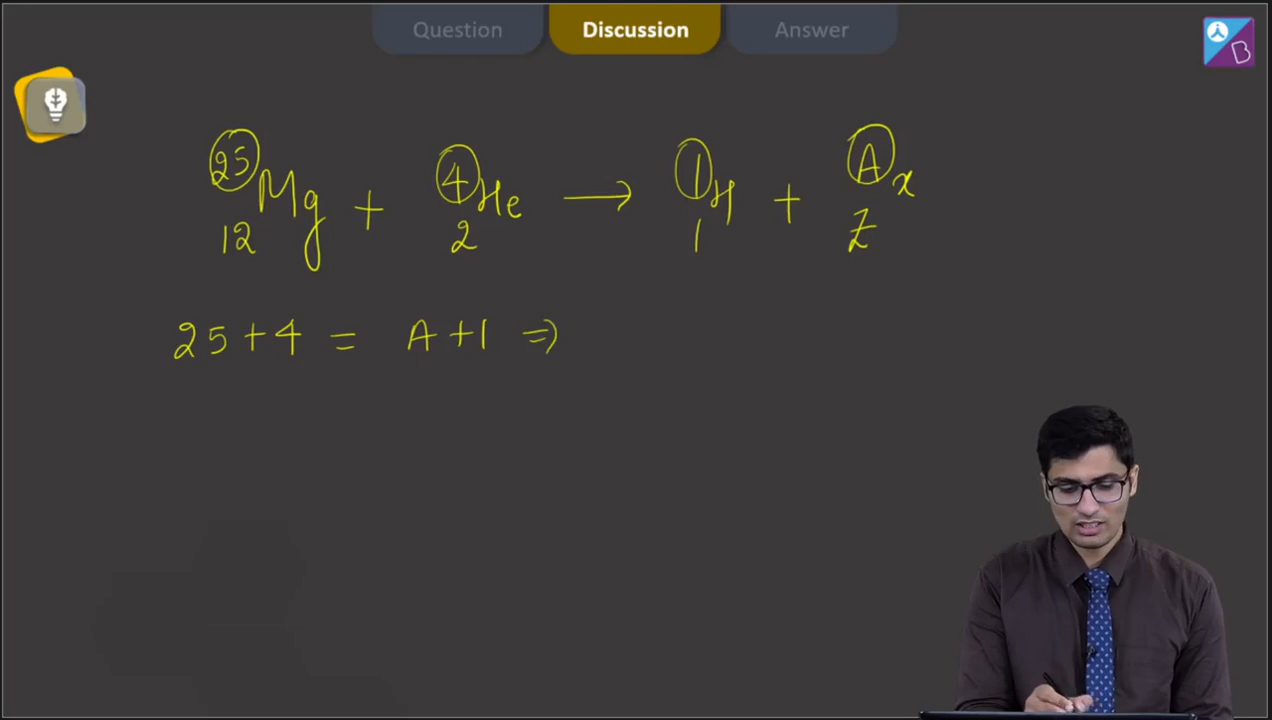 Question Discussion Answer
B
25 12 Mg + 4 2 He → 1 1 H + A Z x
25 + 4 = A + 1 ⇒